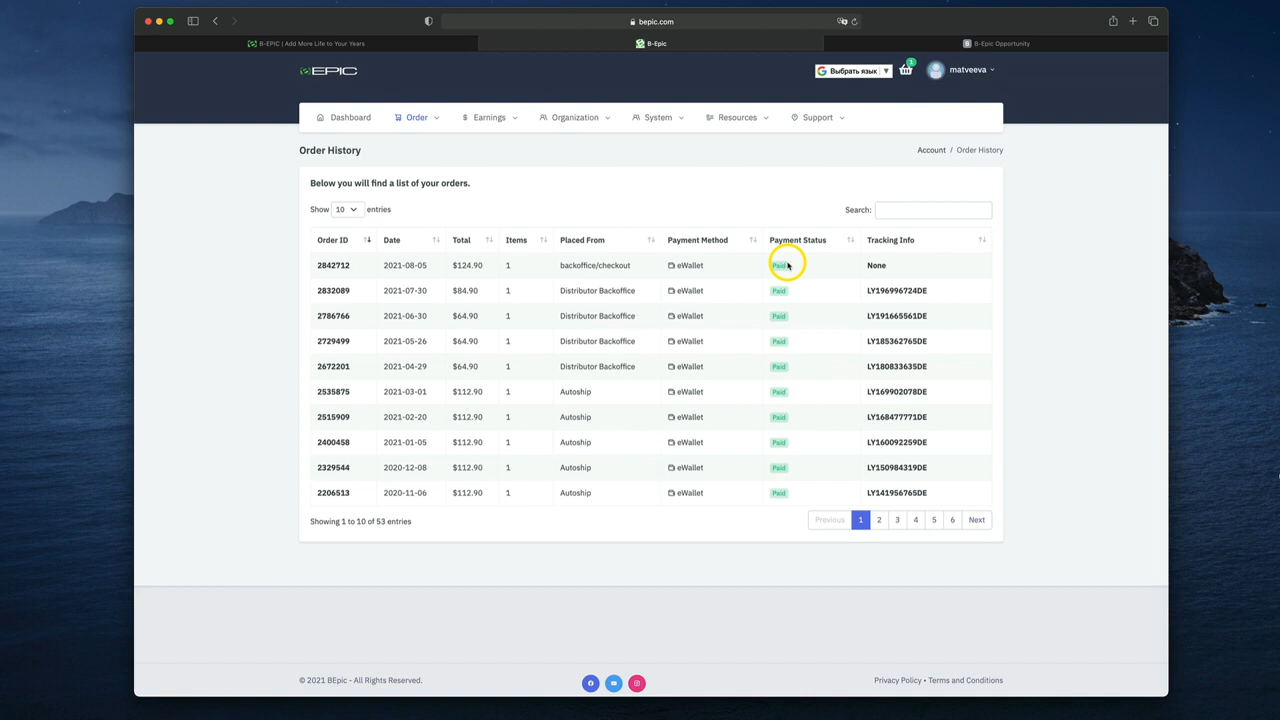 bepic.com
B-EPIC | Add More Life to Your Years
B-Epic
B-Epic Opportunity
EPIC
Выбрать язык ▼
1
matveeva
Dashboard
Order
Earnings
Organization
System
Resources
Support
Order History
Account / Order History
Below you will find a list of your orders.
Show 10 entries
Search:
Order ID Date Total Items Placed From Payment Method Payment Status Tracking Info
2842712 2021-08-05 $124.90 1 backoffice/checkout eWallet Paid None
2832089 2021-07-30 $84.90 1 Distributor Backoffice eWallet Paid LY196996724DE
2786766 2021-06-30 $64.90 1 Distributor Backoffice eWallet Paid LY191665561DE
2729499 2021-05-26 $64.90 1 Distributor Backoffice eWallet Paid LY185362765DE
2672201 2021-04-29 $64.90 1 Distributor Backoffice eWallet Paid LY180833635DE
2535875 2021-03-01 $112.90 1 Autoship eWallet Paid LY169902078DE
2515909 2021-02-20 $112.90 1 Autoship eWallet Paid LY168477771DE
2400458 2021-01-05 $112.90 1 Autoship eWallet Paid LY160092259DE
2329544 2020-12-08 $112.90 1 Autoship eWallet Paid LY150984319DE
2206513 2020-11-06 $112.90 1 Autoship eWallet Paid LY141956765DE
Showing 1 to 10 of 53 entries
Previous 1 2 3 4 5 6 Next
© 2021 BEpic - All Rights Reserved.
Privacy Policy • Terms and Conditions